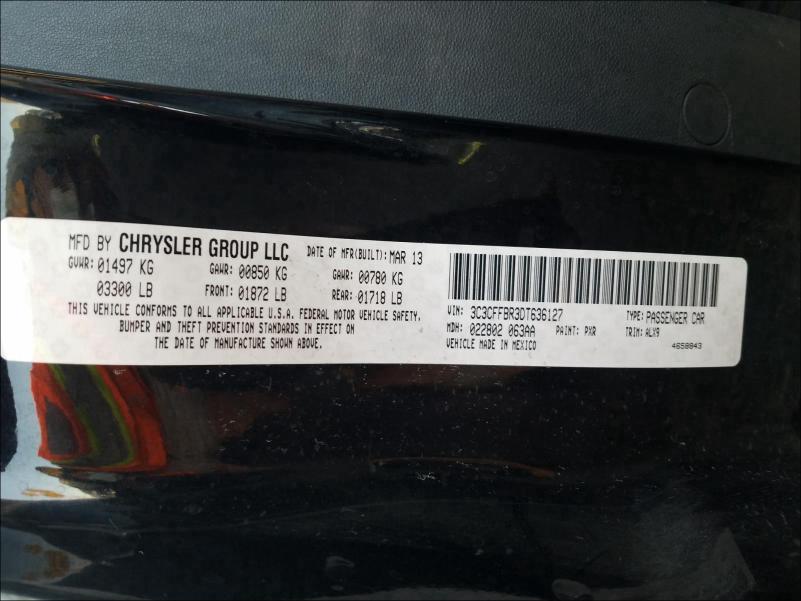 MFD BY CHRYSLER GROUP LLC DATE OF MFR(BUILT): MAR 13
GVWR: 01497 KG GAWR: 00850 KG GAWR: 00780 KG
03300 LB FRONT: 01872 LB REAR: 01718 LB
THIS VEHICLE CONFORMS TO ALL APPLICABLE U.S.A. FEDERAL MOTOR VEHICLE SAFETY,
BUMPER AND THEFT PREVENTION STANDARDS IN EFFECT ON
THE DATE OF MANUFACTURE SHOWN ABOVE.
VIN: 3C3CFFBR3DT636127 TYPE: PASSENGER CAR
MDH: 022802 063AA PAINT: PXR TRIM: ALX9
VEHICLE MADE IN MEXICO 4658843